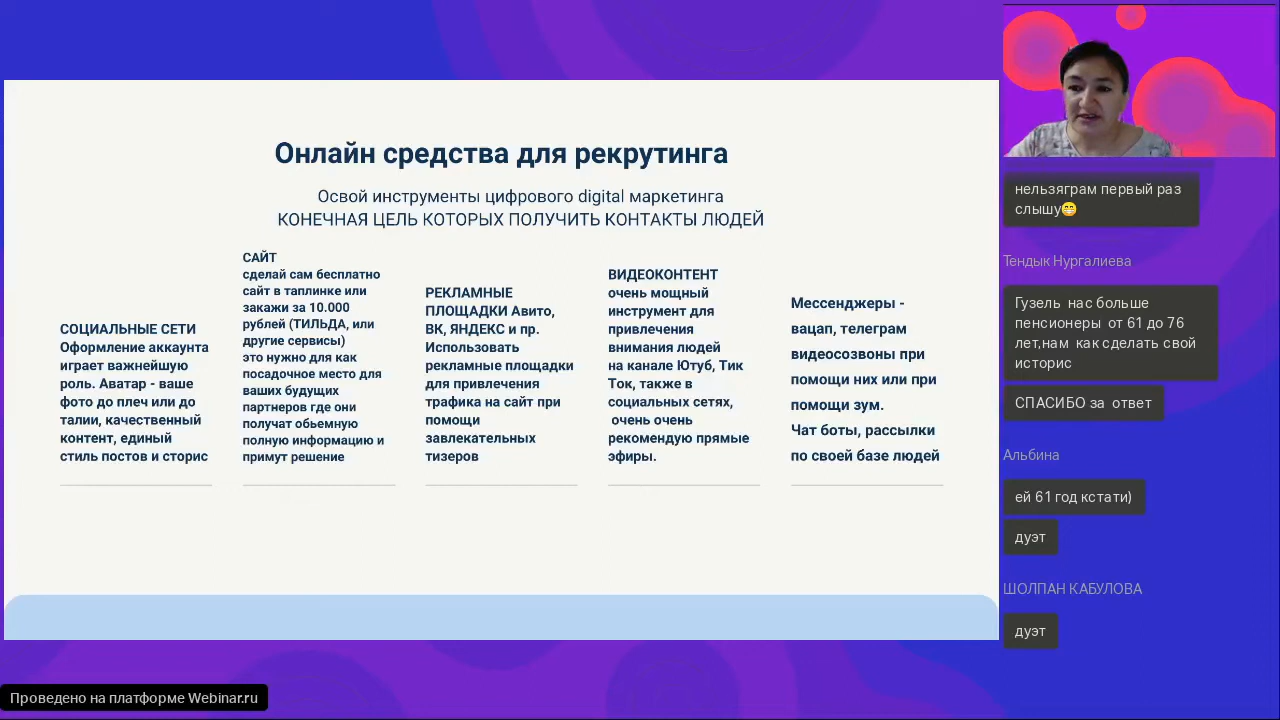 Онлайн средства для рекрутинга
Освой инструменты цифрового digital маркетинга
КОНЕЧНАЯ ЦЕЛЬ КОТОРЫХ ПОЛУЧИТЬ КОНТАКТЫ ЛЮДЕЙ
СОЦИАЛЬНЫЕ СЕТИ
Оформление аккаунта
играет важнейшую
роль. Аватар - ваше
фото до плеч или до
талии, качественный
контент, единый
стиль постов и сторис
САЙТ
сделай сам бесплатно
сайт в таплинке или
закажи за 10.000
рублей (ТИЛЬДА, или
другие сервисы)
это нужно для как
посадочное место для
ваших будущих
партнеров где они
получат обьемную
полную информацию и
примут решение
РЕКЛАМНЫЕ
ПЛОЩАДКИ Авито,
ВК, ЯНДЕКС и пр.
Использовать
рекламные площадки
для привлечения
трафика на сайт при
помощи
завлекательных
тизеров
ВИДЕОКОНТЕНТ
очень мощный
инструмент для
привлечения
внимания людей
на канале Ютуб, Тик
Ток, также в
социальных сетях,
очень очень
рекомендую прямые
эфиры.
Мессенджеры -
вацап, телеграм
видеосозвоны при
помощи них или при
помощи зум.
Чат боты, рассылки
по своей базе людей
нельзяграм первый раз
слышу😁
Тендык Нургалиева
Гузель нас больше
пенсионеры от 61 до 76
лет,нам как сделать свой
историс
СПАСИБО за ответ
Альбина
ей 61 год кстати)
дуэт
ШОЛПАН КАБУЛОВА
дуэт
Проведено на платформе Webinar.ru